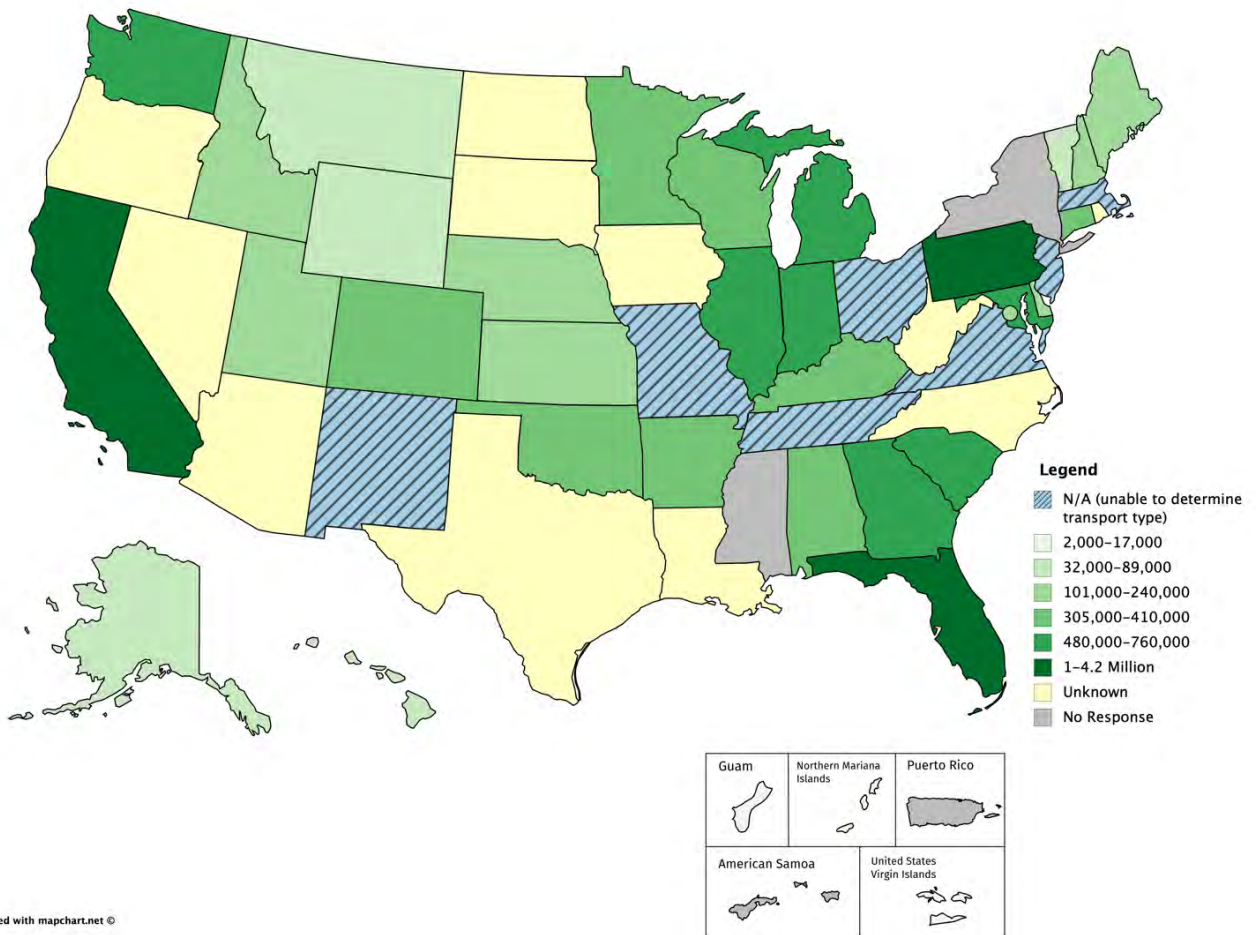 Legend
N/A (unable to determine
transport type)
2,000–17,000
32,000–89,000
101,000–240,000
305,000–410,000
480,000–760,000
1–4.2 Million
Unknown
No Response
Guam
Northern Mariana
Islands
Puerto Rico
American Samoa
United States
Virgin Islands
ed with mapchart.net ©